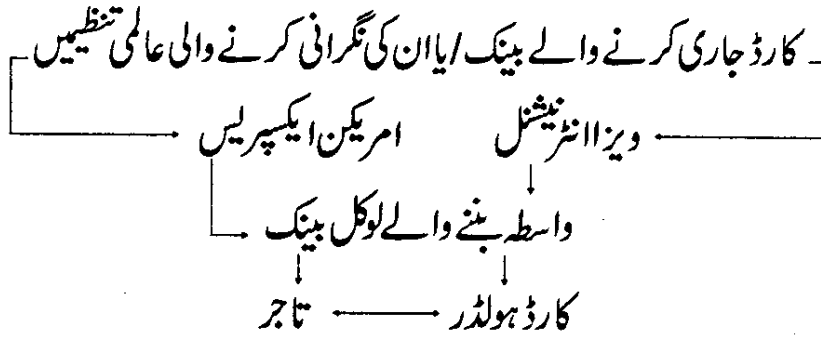 کارڈ جاری کرنے والے بینک/یا ان کی نگرانی کرنے والی عالمی تنظیمیں
ویزا انٹرنیشنل امریکن ایکسپریس
واسطہ بننے والے لوکل بینک
کارڈ ہولڈر تاجر